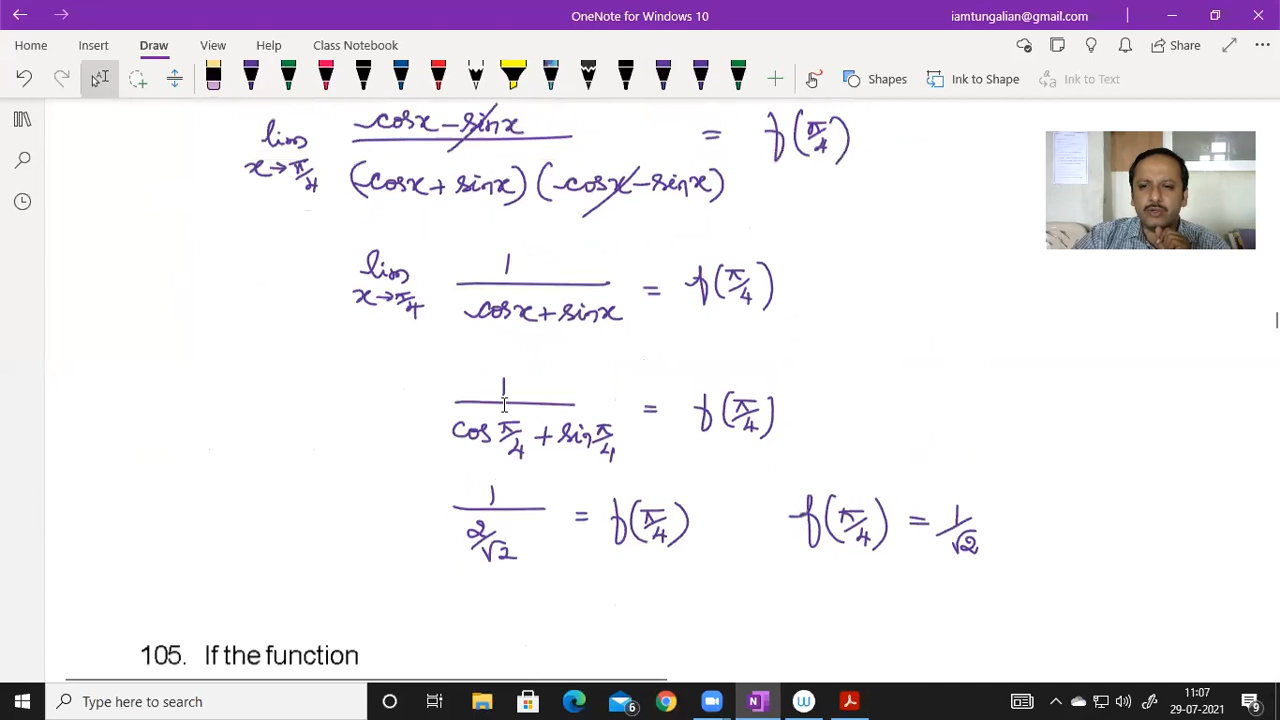 OneNote for Windows 10
iamtungalian@gmail.com
Home Insert Draw View Help Class Notebook Share
Shapes Ink to Shape Ink to Text
lim x→π/4 (cosx - sinx) / (cosx + sinx)(cosx - sinx) = f(π/4)
lim x→π/4 1 / (cosx + sinx) = f(π/4)
1 / (cos π/4 + sin π/4) = f(π/4)
1 / (2/√2) = f(π/4) f(π/4) = 1/√2
105. If the function
Type here to search
6
11:07
29-07-2021
9